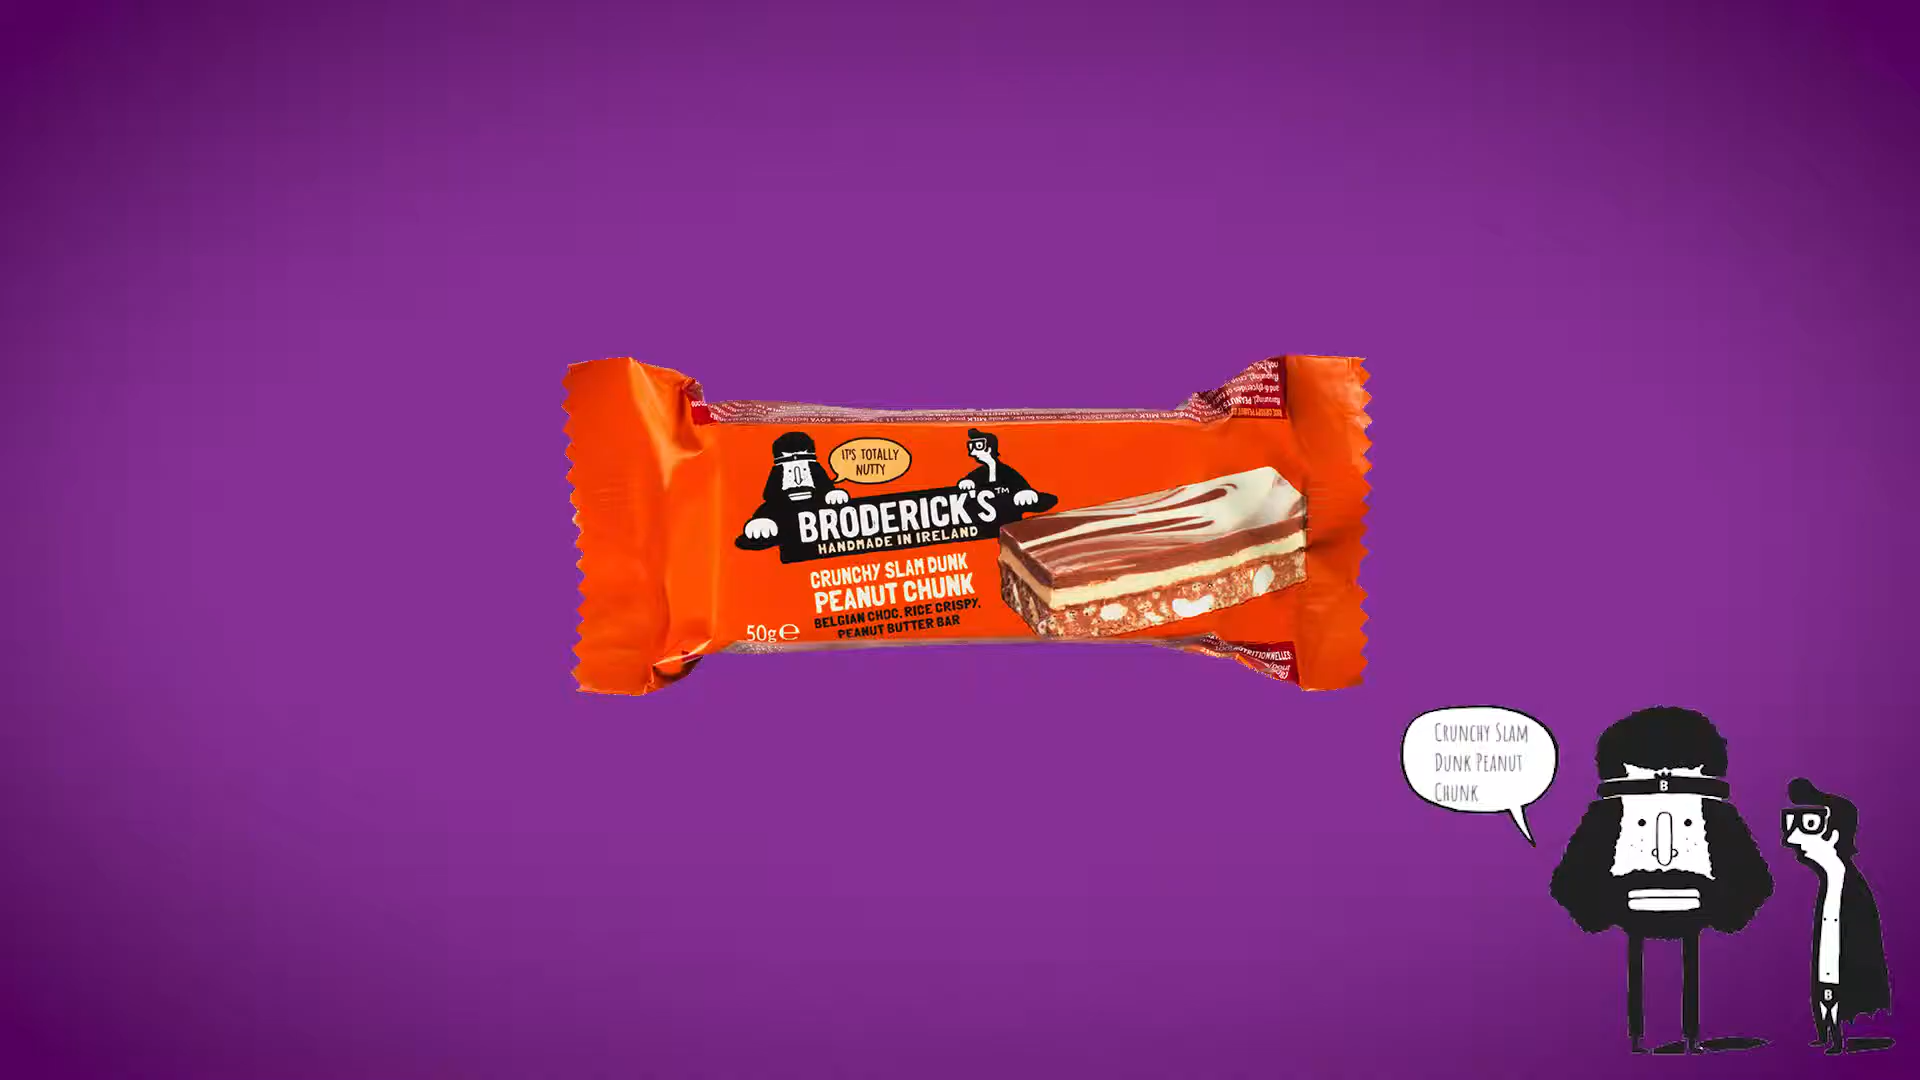 IT'S TOTALLY
NUTTY
BRODERICK'S™
HANDMADE IN IRELAND
CRUNCHY SLAM DUNK
PEANUT CHUNK
BELGIAN CHOC, RICE CRISPY,
PEANUT BUTTER BAR
50g℮
CRUNCHY SLAM
DUNK PEANUT
CHUNK
B
B